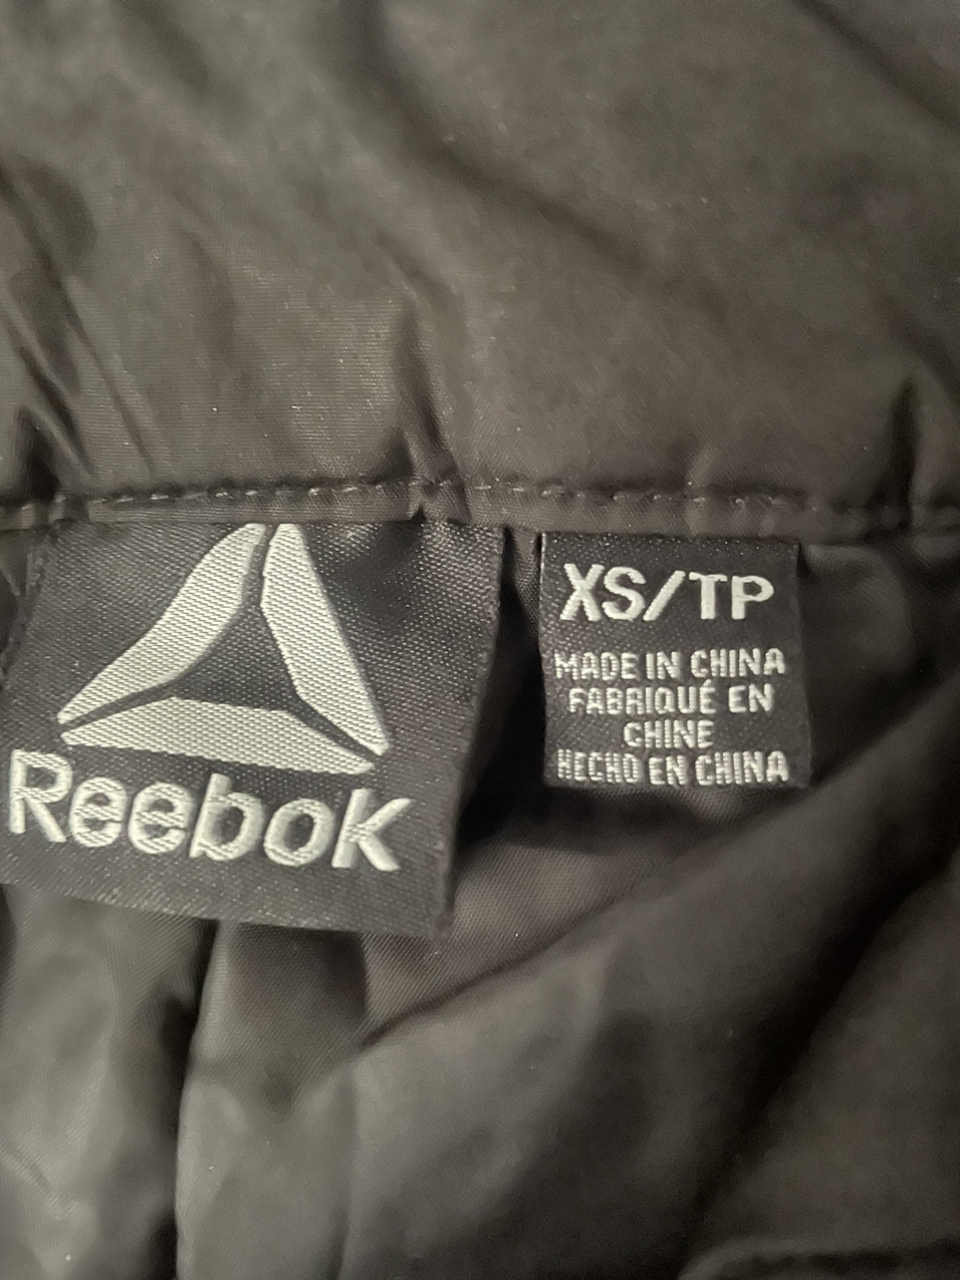 Reebok
XS/TP
MADE IN CHINA
FABRIQUÉ EN
CHINE
HECHO EN CHINA